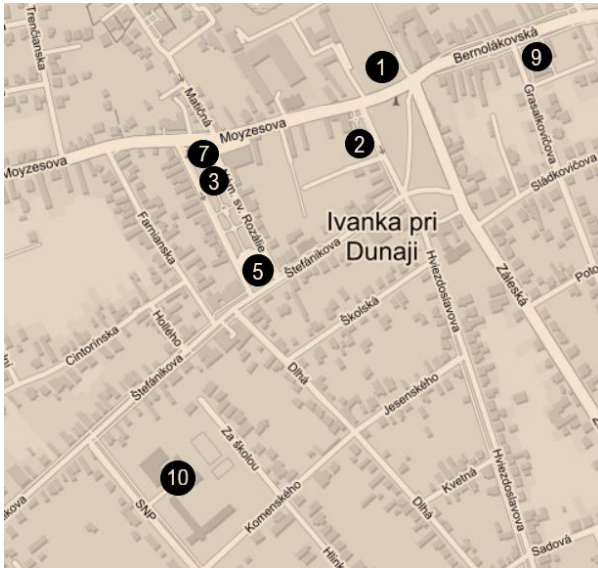 Trenčianska
1
Bernolákovská
9
Matičná
Moyzesova
Grasalkovičova
2
7
Moyzesova
3
Nám. sv. Rozálie
Sládkovičova
Farnianska
Ivanka pri
Dunaji
5
Štefánikova
Hviezdoslavova
Záleská
Školská
Hollého
Cintorínska
Štefánikova
Dlhá
Jesenského
10
Za školou
Kvetná
Hviezdoslavova
SNP
Komenského
Dlhá
Sadová